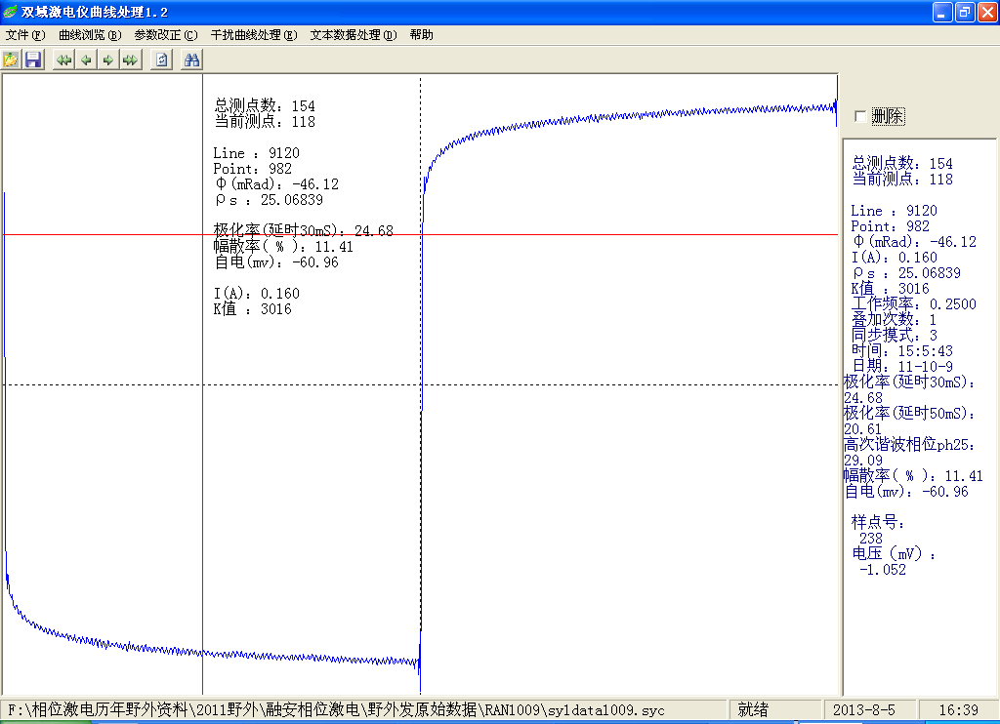 双域激电仪曲线处理1.2
文件(F) 曲线浏览(B) 参数改正(C) 干扰曲线处理(E) 文本数据处理(D) 帮助
总测点数: 154
当前测点: 118
Line : 9120
Point: 982
Φ(mRad): -46.12
ρs : 25.06839
极化率(延时30mS): 24.68
幅散率( % ): 11.41
自电(mv): -60.96
I(A): 0.160
K值 : 3016
删除
总测点数: 154
当前测点: 118
Line : 9120
Point: 982
Φ(mRad): -46.12
I(A): 0.160
ρs : 25.06839
K值 : 3016
工作频率: 0.2500
叠加次数: 1
同步摸式: 3
时间: 15:5:43
日期: 11-10-9
极化率(延时30mS):
24.68
极化率(延时50mS):
20.61
高次谐波相位ph25:
29.09
幅散率( % ): 11.41
自电(mv): -60.96
样点号:
238
电压（mV）:
-1.052
F:\相位激电历年野外资料\2011野外\融安相位激电\野外发原始数据\RAN1009\syldata1009.syc 就绪 2013-8-5 16:39